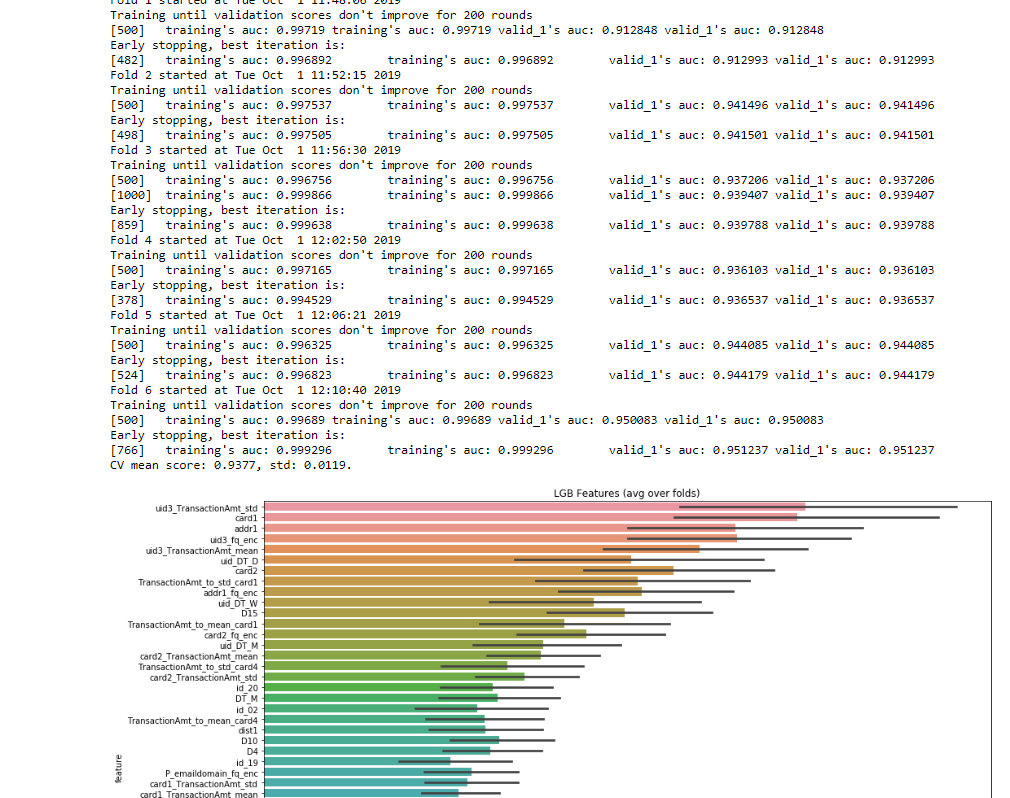 Fold 1 started at Tue Oct  1 11:48:06 2019
Training until validation scores don't improve for 200 rounds
[500]	training's auc: 0.99719	training's auc: 0.99719	valid_1's auc: 0.912848	valid_1's auc: 0.912848
Early stopping, best iteration is:
[482]	training's auc: 0.996892	training's auc: 0.996892	valid_1's auc: 0.912993	valid_1's auc: 0.912993
Fold 2 started at Tue Oct  1 11:52:15 2019
Training until validation scores don't improve for 200 rounds
[500]	training's auc: 0.997537	training's auc: 0.997537	valid_1's auc: 0.941496	valid_1's auc: 0.941496
Early stopping, best iteration is:
[498]	training's auc: 0.997505	training's auc: 0.997505	valid_1's auc: 0.941501	valid_1's auc: 0.941501
Fold 3 started at Tue Oct  1 11:56:30 2019
Training until validation scores don't improve for 200 rounds
[500]	training's auc: 0.996756	training's auc: 0.996756	valid_1's auc: 0.937206	valid_1's auc: 0.937206
[1000]	training's auc: 0.999866	training's auc: 0.999866	valid_1's auc: 0.939407	valid_1's auc: 0.939407
Early stopping, best iteration is:
[859]	training's auc: 0.999638	training's auc: 0.999638	valid_1's auc: 0.939788	valid_1's auc: 0.939788
Fold 4 started at Tue Oct  1 12:02:50 2019
Training until validation scores don't improve for 200 rounds
[500]	training's auc: 0.997165	training's auc: 0.997165	valid_1's auc: 0.936103	valid_1's auc: 0.936103
Early stopping, best iteration is:
[378]	training's auc: 0.994529	training's auc: 0.994529	valid_1's auc: 0.936537	valid_1's auc: 0.936537
Fold 5 started at Tue Oct  1 12:06:21 2019
Training until validation scores don't improve for 200 rounds
[500]	training's auc: 0.996325	training's auc: 0.996325	valid_1's auc: 0.944085	valid_1's auc: 0.944085
Early stopping, best iteration is:
[524]	training's auc: 0.996823	training's auc: 0.996823	valid_1's auc: 0.944179	valid_1's auc: 0.944179
Fold 6 started at Tue Oct  1 12:10:40 2019
Training until validation scores don't improve for 200 rounds
[500]	training's auc: 0.99689	training's auc: 0.99689	valid_1's auc: 0.950083	valid_1's auc: 0.950083
Early stopping, best iteration is:
[766]	training's auc: 0.999296	training's auc: 0.999296	valid_1's auc: 0.951237	valid_1's auc: 0.951237
CV mean score: 0.9377, std: 0.0119.
LGB Features (avg over folds)
uid3_TransactionAmt_std
card1
addr1
uid3_fq_enc
uid3_TransactionAmt_mean
uid_DT_D
card2
TransactionAmt_to_std_card1
addr1_fq_enc
uid_DT_W
D15
TransactionAmt_to_mean_card1
card2_fq_enc
uid_DT_M
card2_TransactionAmt_mean
TransactionAmt_to_std_card4
card2_TransactionAmt_std
id_20
DT_M
id_02
TransactionAmt_to_mean_card4
dist1
D10
D4
id_19
P_emaildomain_fq_enc
card1_TransactionAmt_std
card1_TransactionAmt_mean
feature